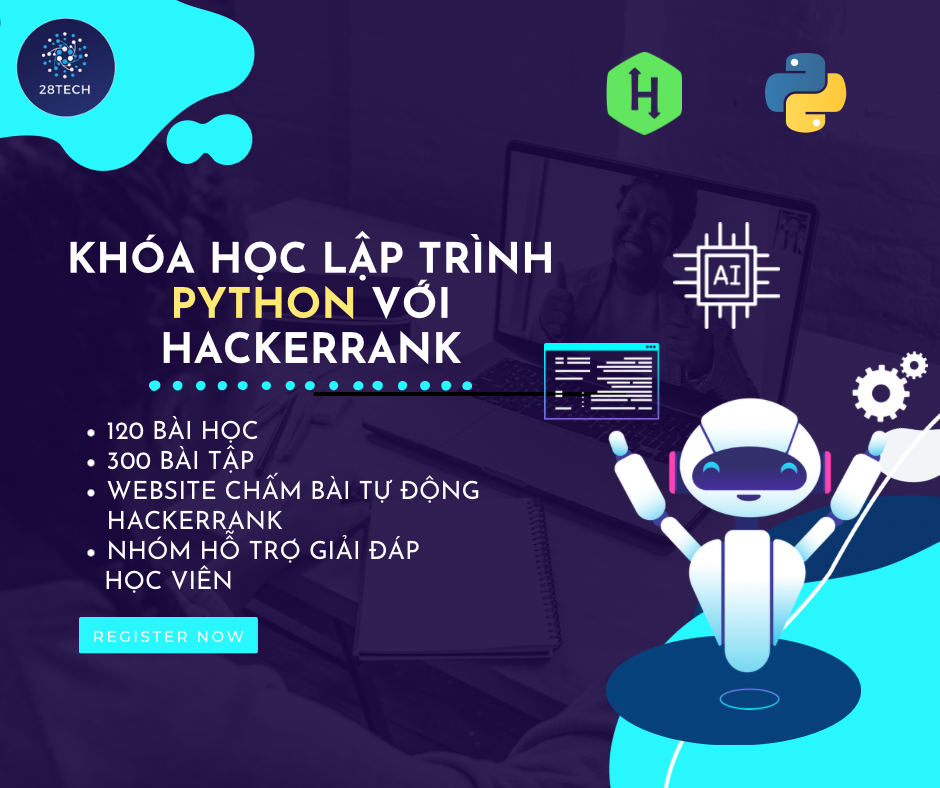 28TECH
H
AI
KHÓA HỌC LẬP TRÌNH
PYTHON VỚI
HACKERRANK
• 120 BÀI HỌC
• 300 BÀI TẬP
• WEBSITE CHẤM BÀI TỰ ĐỘNG
HACKERRANK
• NHÓM HỖ TRỢ GIẢI ĐÁP
HỌC VIÊN
REGISTER NOW